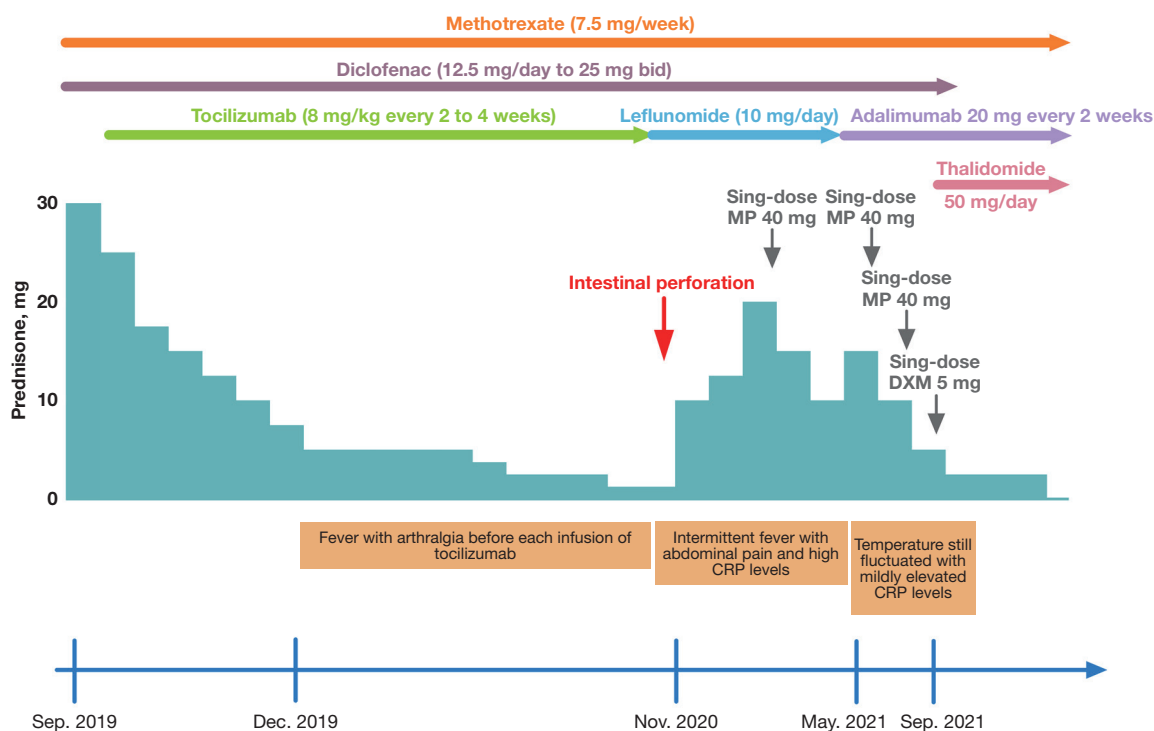 Methotrexate (7.5 mg/week)
Diclofenac (12.5 mg/day to 25 mg bid)
Tocilizumab (8 mg/kg every 2 to 4 weeks)
Leflunomide (10 mg/day)
Adalimumab 20 mg every 2 weeks
Thalidomide
50 mg/day
Sing-dose
MP 40 mg
Sing-dose
MP 40 mg
Sing-dose
MP 40 mg
Sing-dose
DXM 5 mg
Intestinal perforation
Prednisone, mg
30
20
10
0
Fever with arthralgia before each infusion of
tocilizumab
Intermittent fever with
abdominal pain and high
CRP levels
Temperature still
fluctuated with
mildly elevated
CRP levels
Sep. 2019
Dec. 2019
Nov. 2020
May. 2021
Sep. 2021